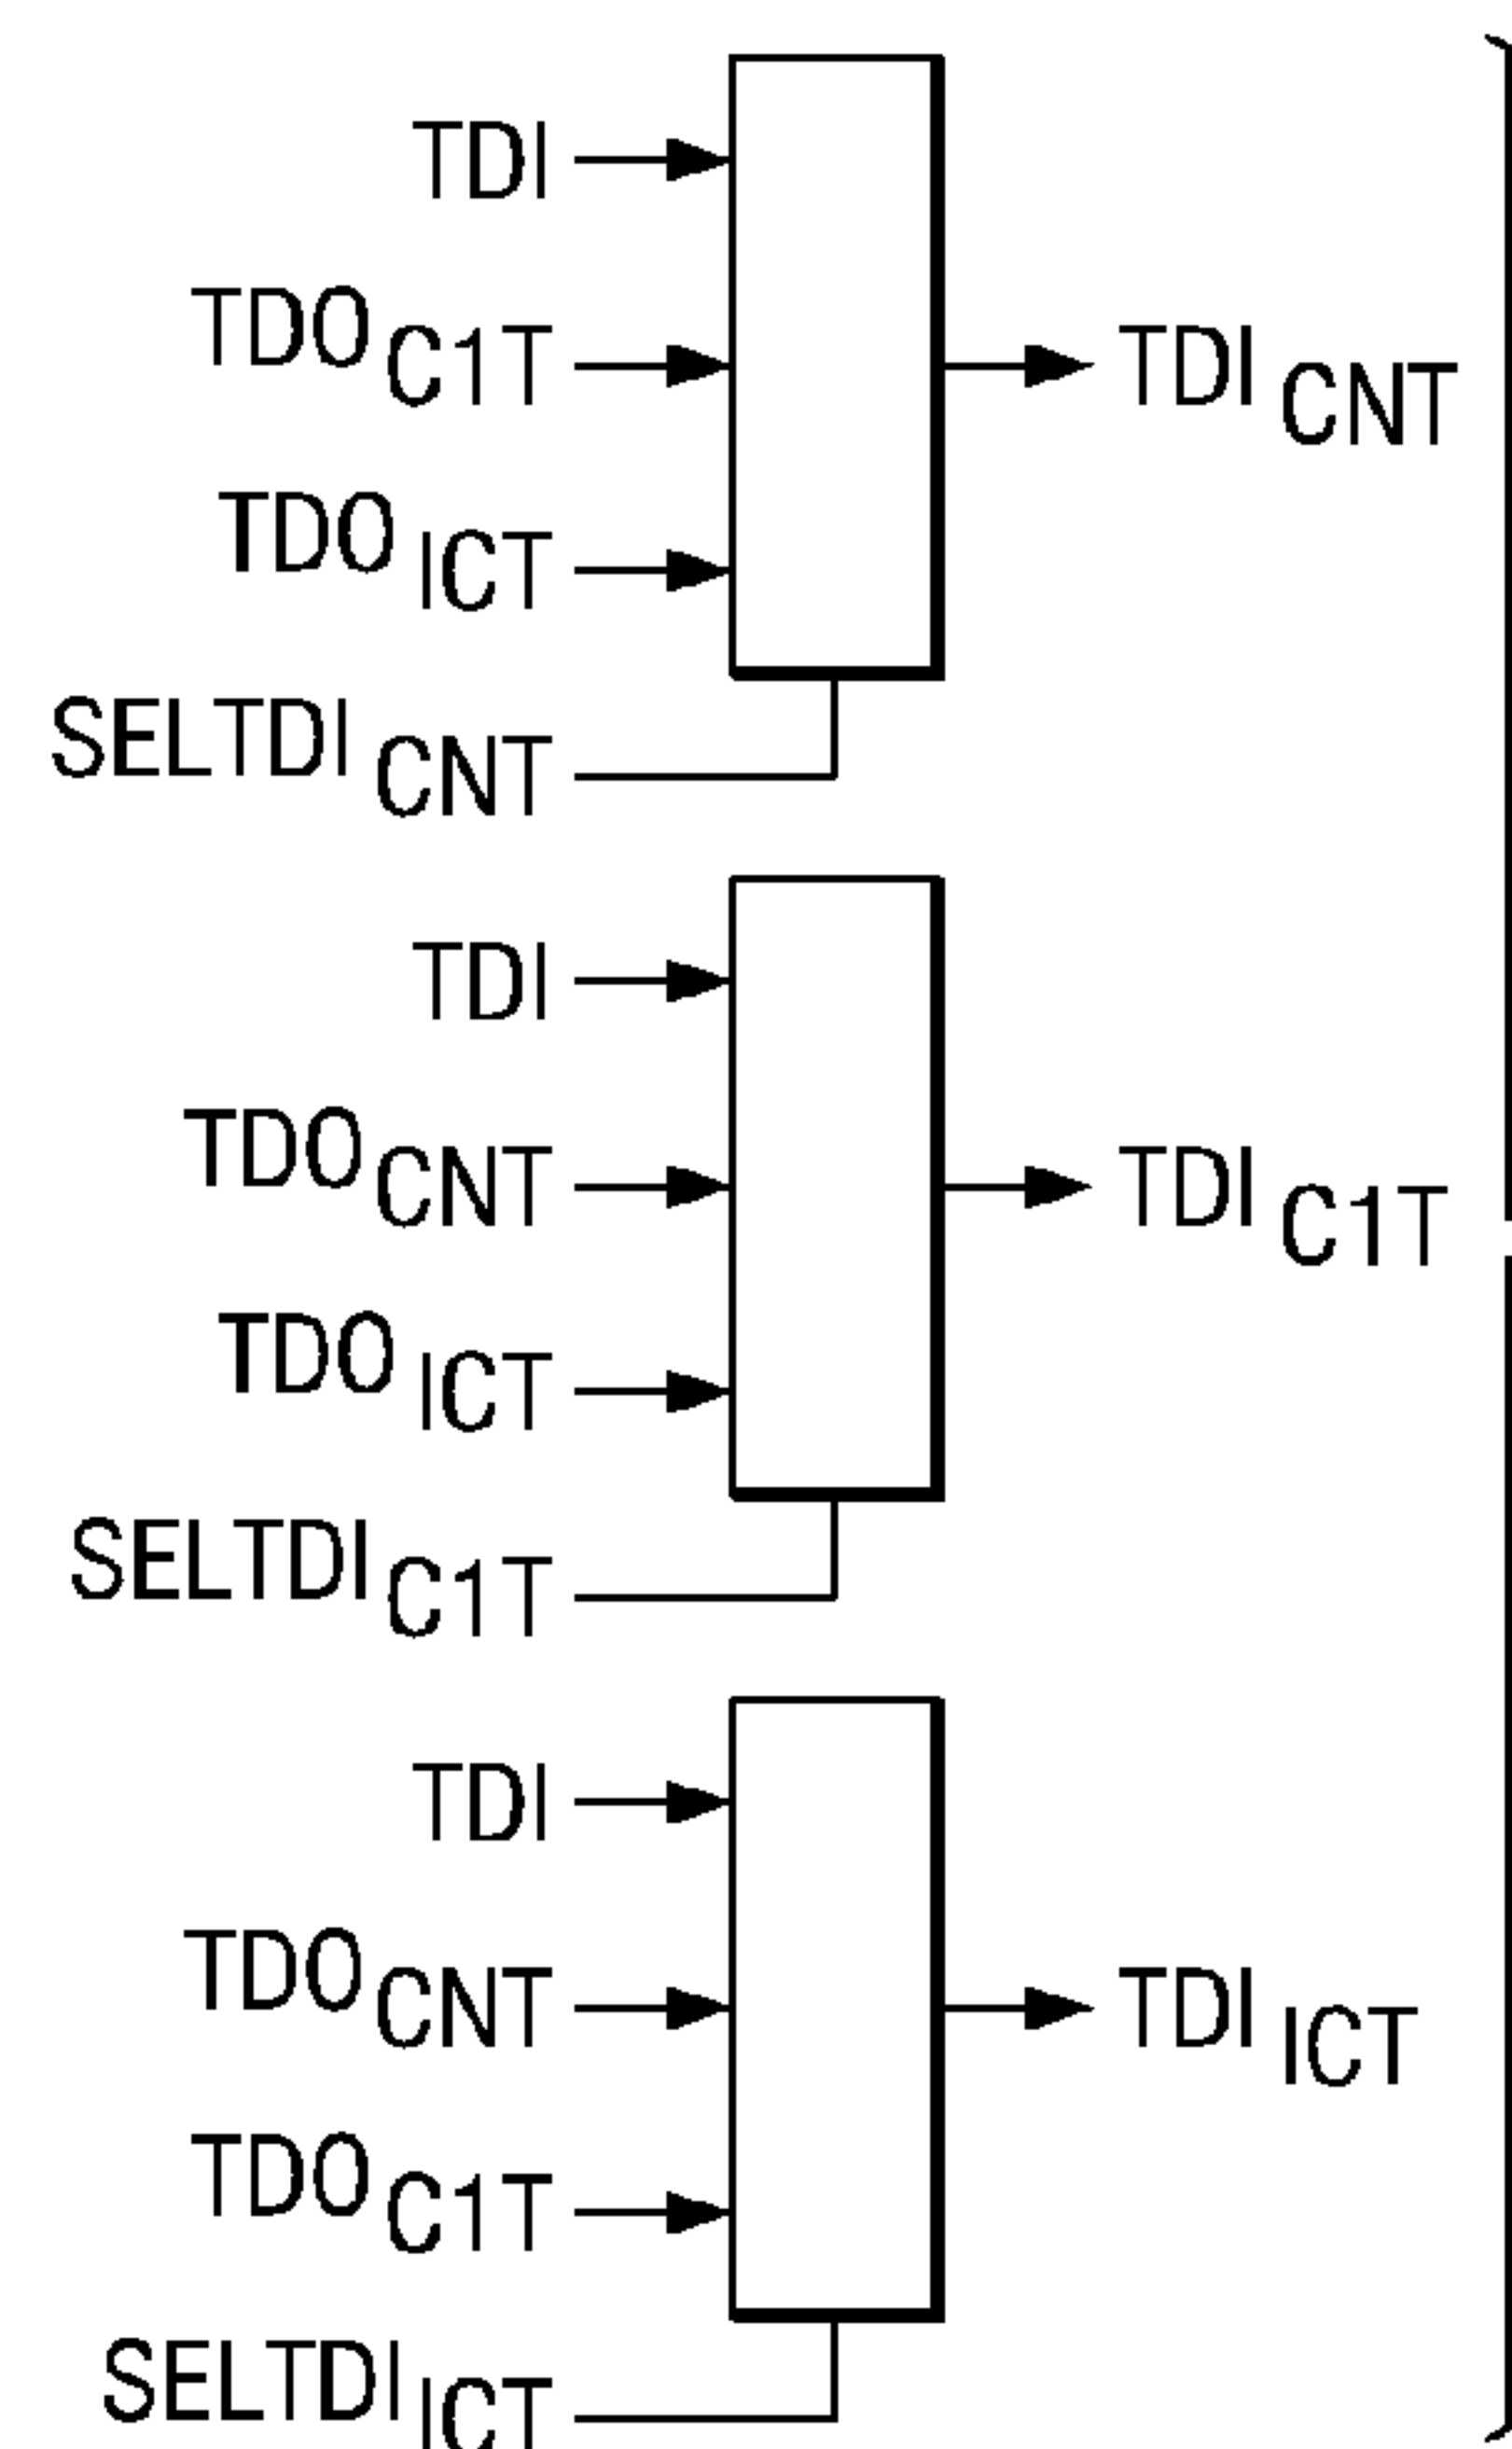 TDI
TDO C1T
TDI CNT
TDO ICT
SELTDI CNT
TDI
TDO CNT
TDI C1T
TDO ICT
SELTDI C1T
TDI
TDO CNT
TDI ICT
TDO C1T
SELTDI ICT